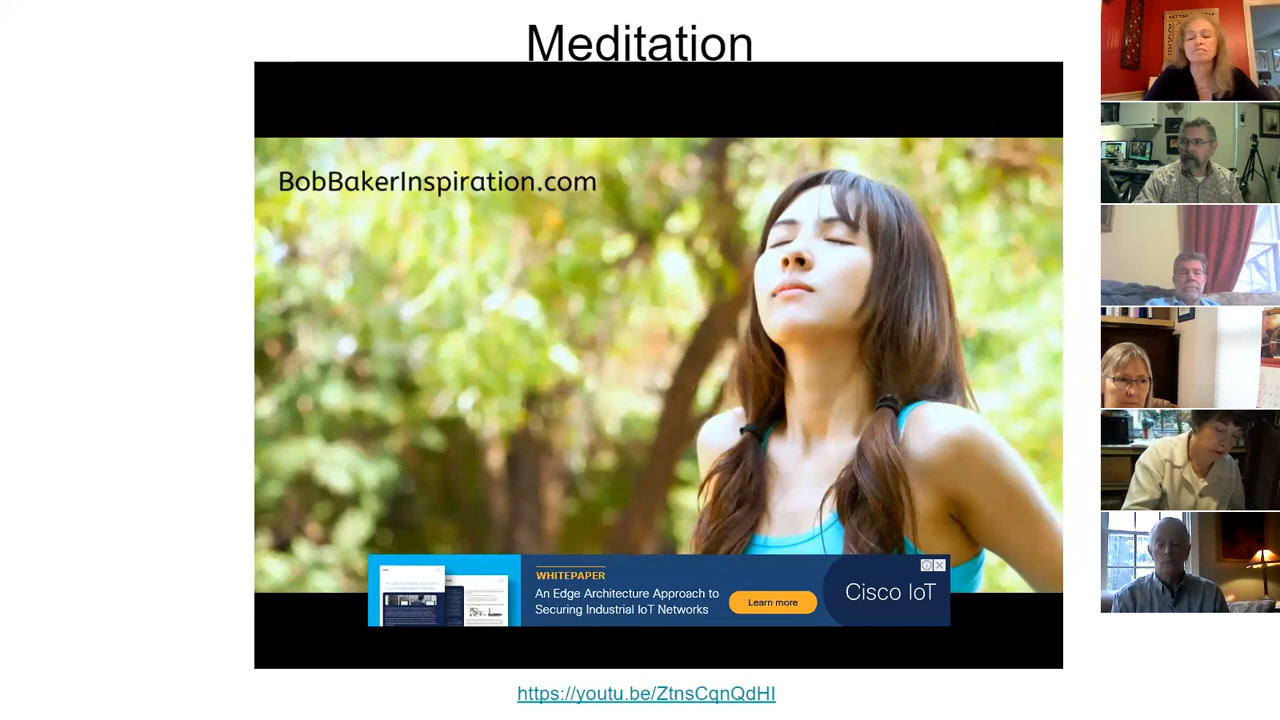 Meditation
BobBakerInspiration.com
WHITEPAPER
An Edge Architecture Approach to
Securing Industrial IoT Networks
Learn more
Cisco IoT
https://youtu.be/ZtnsCqnQdHI